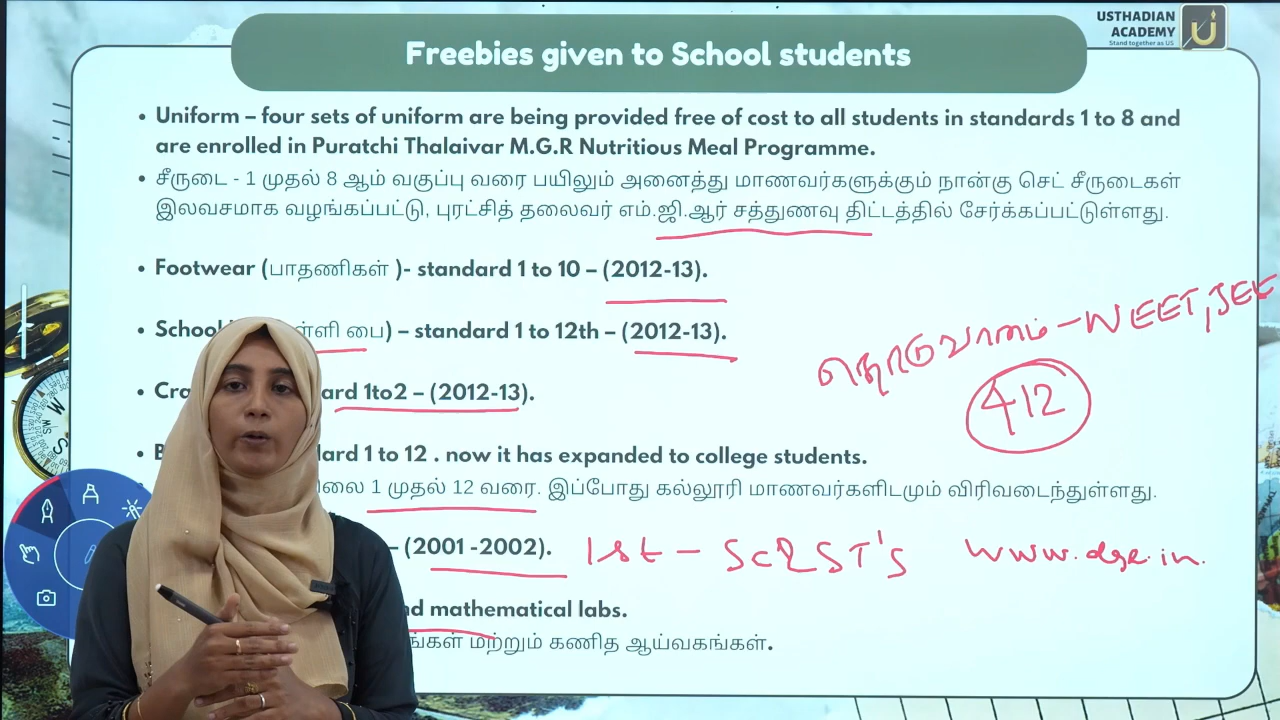 USTHADIAN
ACADEMY
Stand together as US
Freebies given to School students
• Uniform – four sets of uniform are being provided free of cost to all students in standards 1 to 8 and
are enrolled in Puratchi Thalaivar M.G.R Nutritious Meal Programme.
• சீருடை - 1 முதல் 8 ஆம் வகுப்பு வரை பயிலும் அனைத்து மாணவர்களுக்கும் நான்கு செட் சீருடைகள்
இலவசமாக வழங்கப்பட்டு, புரட்சித் தலைவர் எம்.ஜி.ஆர் சத்துணவு திட்டத்தில் சேர்க்கப்பட்டுள்ளது.
• Footwear (பாதணிகள் )- standard 1 to 10 – (2012-13).
• School பை) – standard 1 to 12th – (2012-13).
தொடுவானம் – NEET, JEE
412
• 1to2 – (2012-13).
• 1 to 12 . now it has expanded to college students.
1 முதல் 12 வரை. இப்போது கல்லூரி மாணவர்களிடமும் விரிவடைந்துள்ளது.
– (2001 -2002). 1st – SC & ST's www.dge.in.
mathematical labs.
மற்றும் கணித ஆய்வகங்கள்.